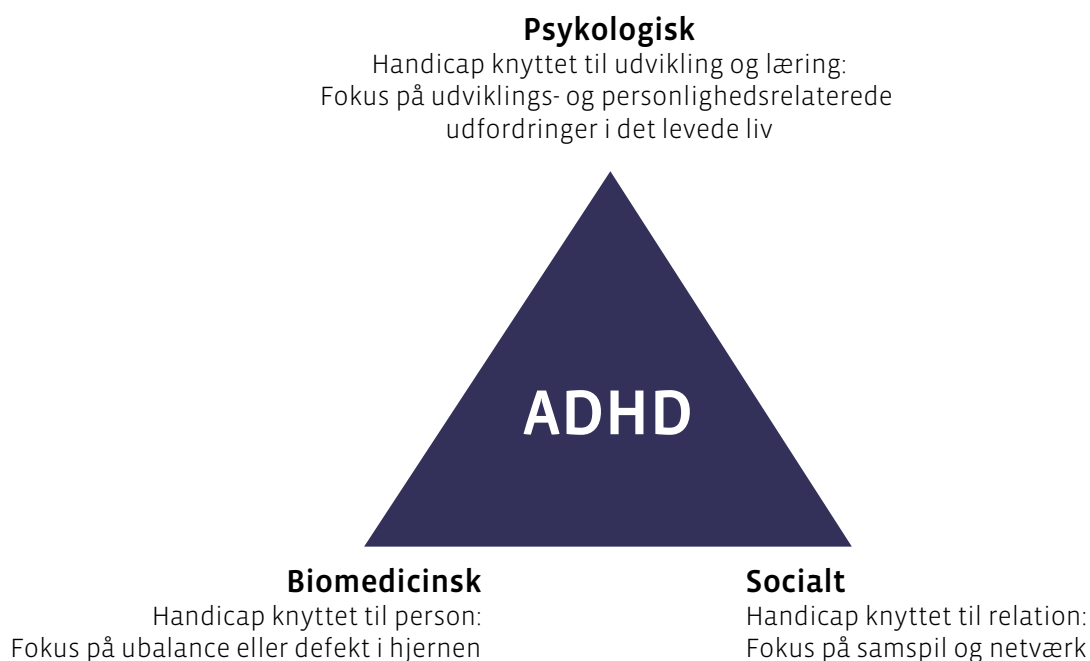 Psykologisk
Handicap knyttet til udvikling og læring:
Fokus på udviklings- og personlighedsrelaterede
udfordringer i det levede liv
ADHD
Biomedicinsk
Handicap knyttet til person:
Fokus på ubalance eller defekt i hjernen
Socialt
Handicap knyttet til relation:
Fokus på samspil og netværk